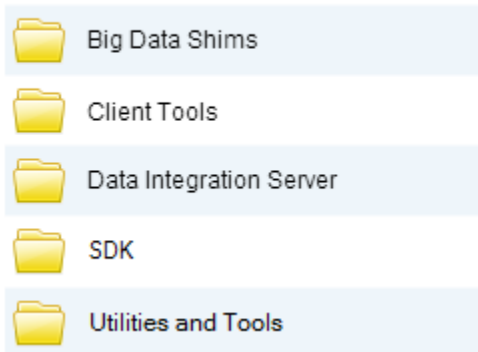 Big Data Shims
Client Tools
Data Integration Server
SDK
Utilities and Tools